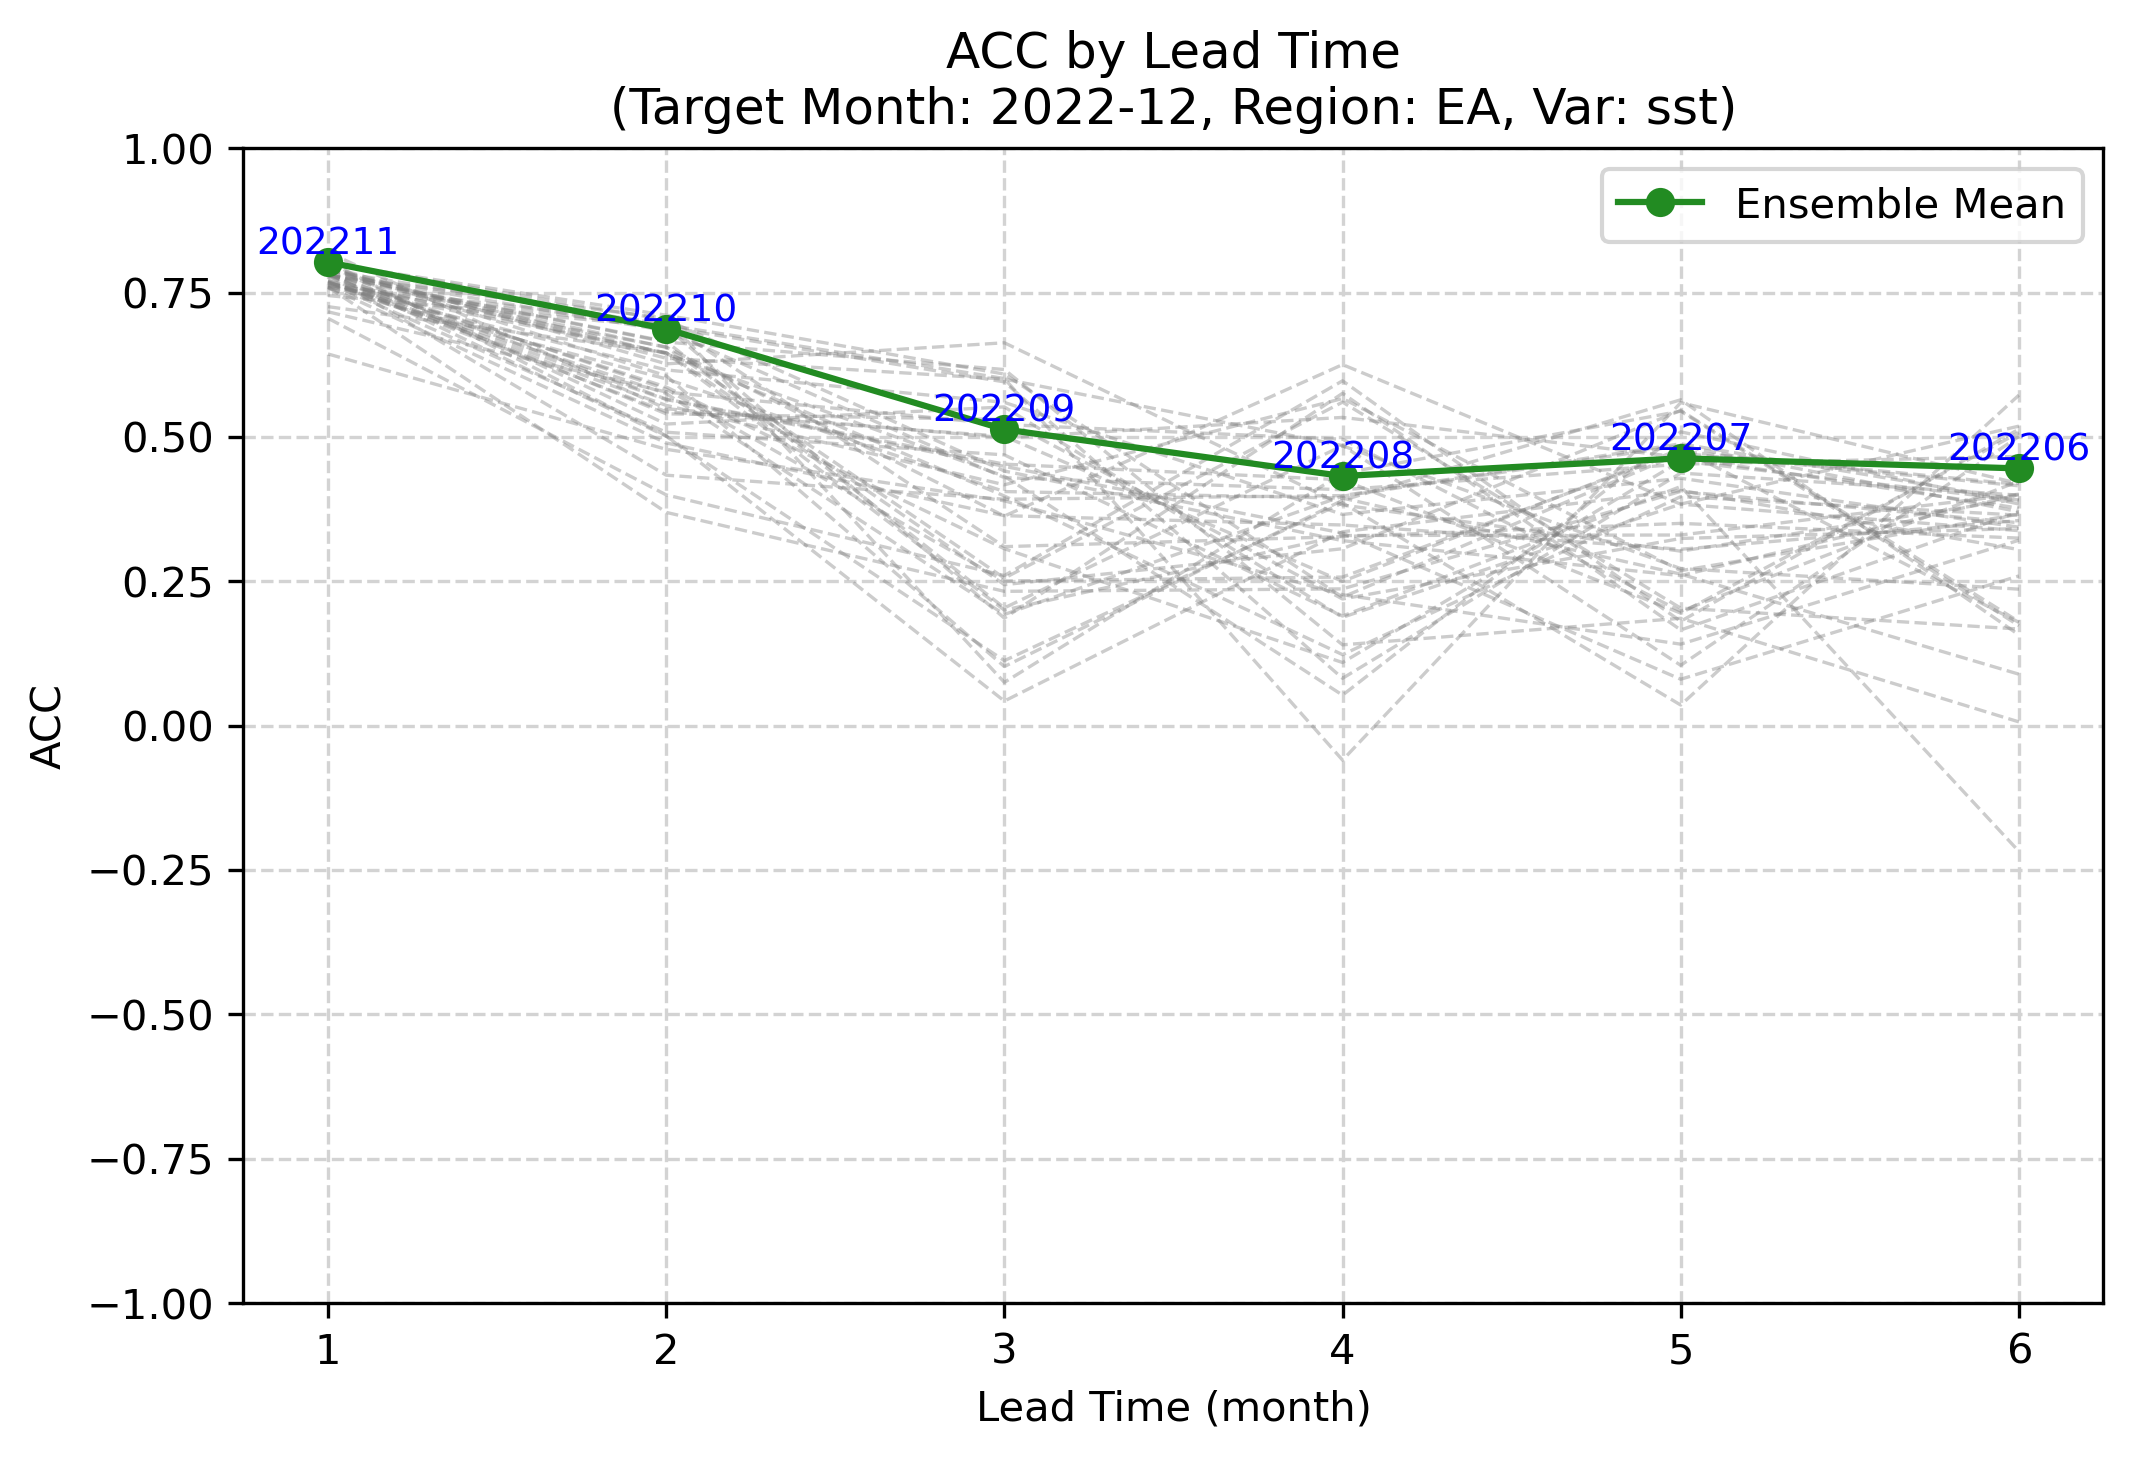 ACC by Lead Time
(Target Month: 2022-12, Region: EA, Var: sst)
1.00
0.75
0.50
0.25
0.00
−0.25
−0.50
−0.75
−1.00
ACC
Ensemble Mean
202211
202210
202209
202208
202207
202206
1 2 3 4 5 6
Lead Time (month)